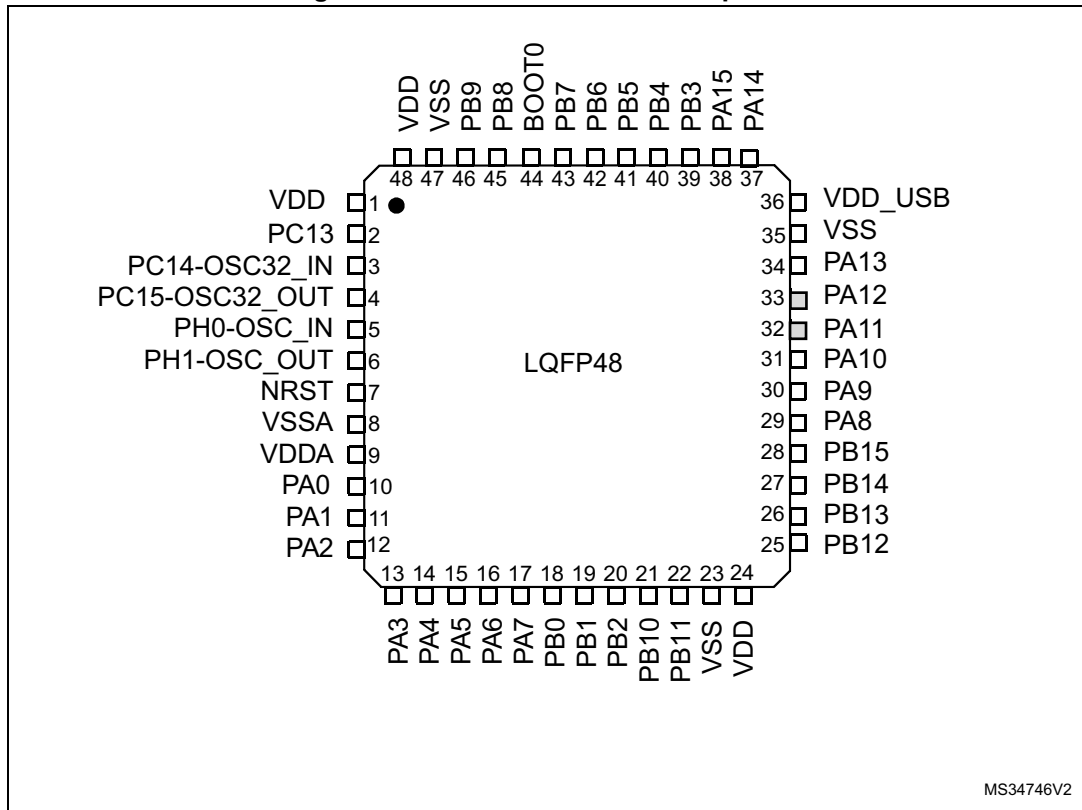 VDD
VSS
PB9
PB8
BOOT0
PB7
PB6
PB5
PB4
PB3
PA15
PA14
48 47 46 45 44 43 42 41 40 39 38 37
VDD 1
PC13 2
PC14-OSC32_IN 3
PC15-OSC32_OUT 4
PH0-OSC_IN 5
PH1-OSC_OUT 6
NRST 7
VSSA 8
VDDA 9
PA0 10
PA1 11
PA2 12
LQFP48
36 VDD_USB
35 VSS
34 PA13
33 PA12
32 PA11
31 PA10
30 PA9
29 PA8
28 PB15
27 PB14
26 PB13
25 PB12
13 14 15 16 17 18 19 20 21 22 23 24
PA3
PA4
PA5
PA6
PA7
PB0
PB1
PB2
PB10
PB11
VSS
VDD
MS34746V2